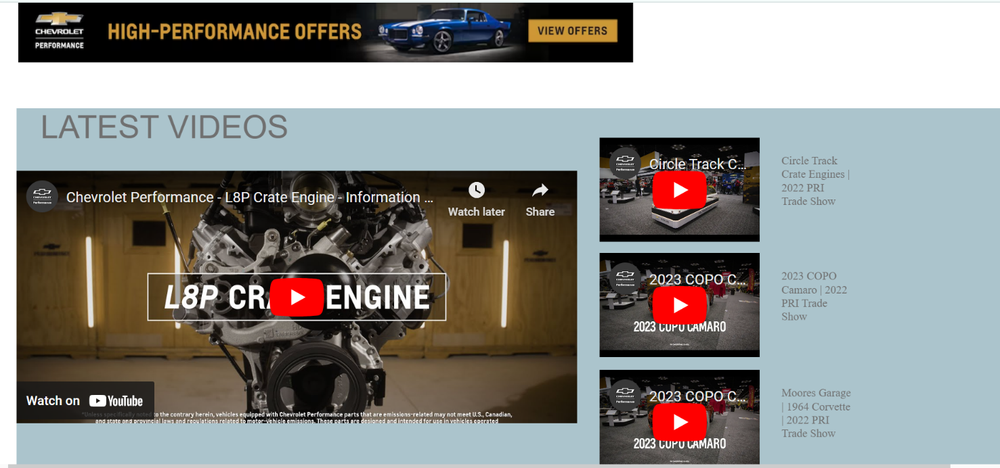 CHEVROLET
PERFORMANCE
HIGH-PERFORMANCE OFFERS
VIEW OFFERS
LATEST VIDEOS
Chevrolet Performance - L8P Crate Engine - Information ...
Watch later
Share
L8P CRA ENGINE
Watch on YouTube
*Unless specifically noted to the contrary herein, vehicles equipped with Chevrolet Performance parts that are emissions-related may not meet U.S., Canadian,
and state and provincial laws and regulations related to motor-vehicle emissions. These parts are designed and intended for use in vehicles operated
Circle Track C...
Circle Track
Crate Engines |
2022 PRI
Trade Show
2023 COPO C...
2023 COPO CAMARO
2023 COPO
Camaro | 2022
PRI Trade
Show
2023 COPO C...
2023 COPO CAMARO
Moores Garage
| 1964 Corvette
| 2022 PRI
Trade Show